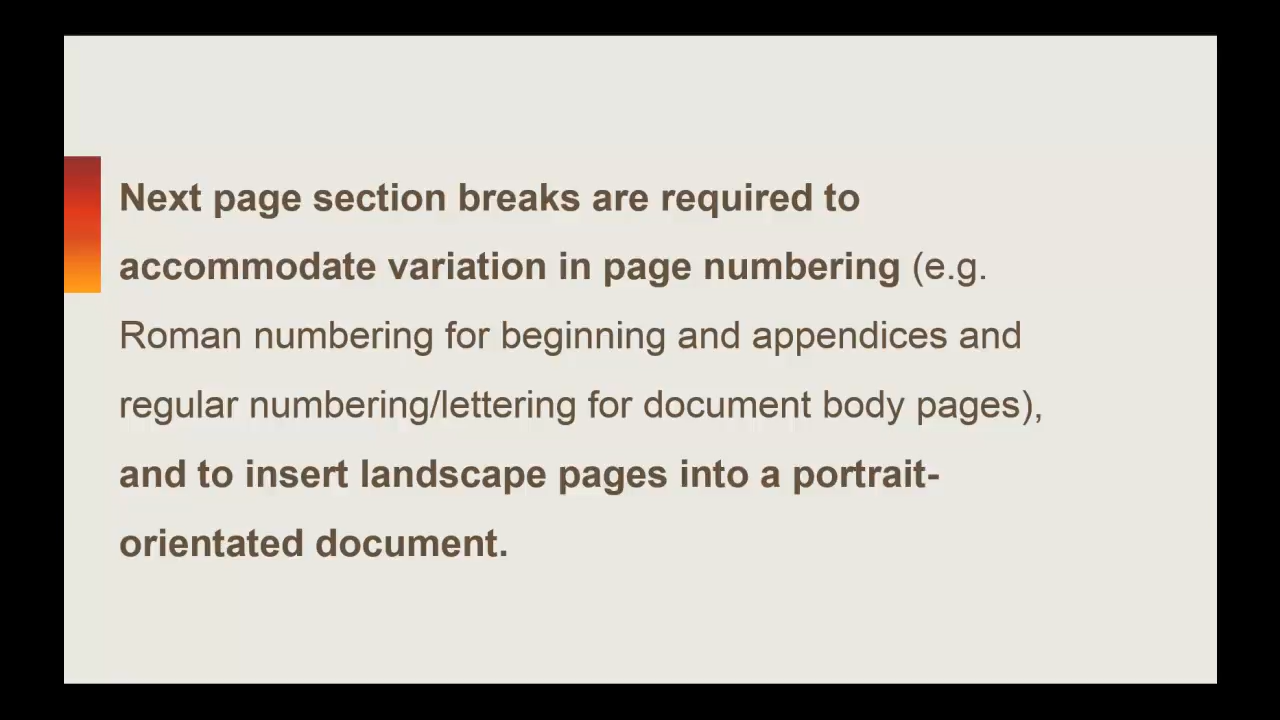 Next page section breaks are required to
accommodate variation in page numbering (e.g.
Roman numbering for beginning and appendices and
regular numbering/lettering for document body pages),
and to insert landscape pages into a portrait-
orientated document.